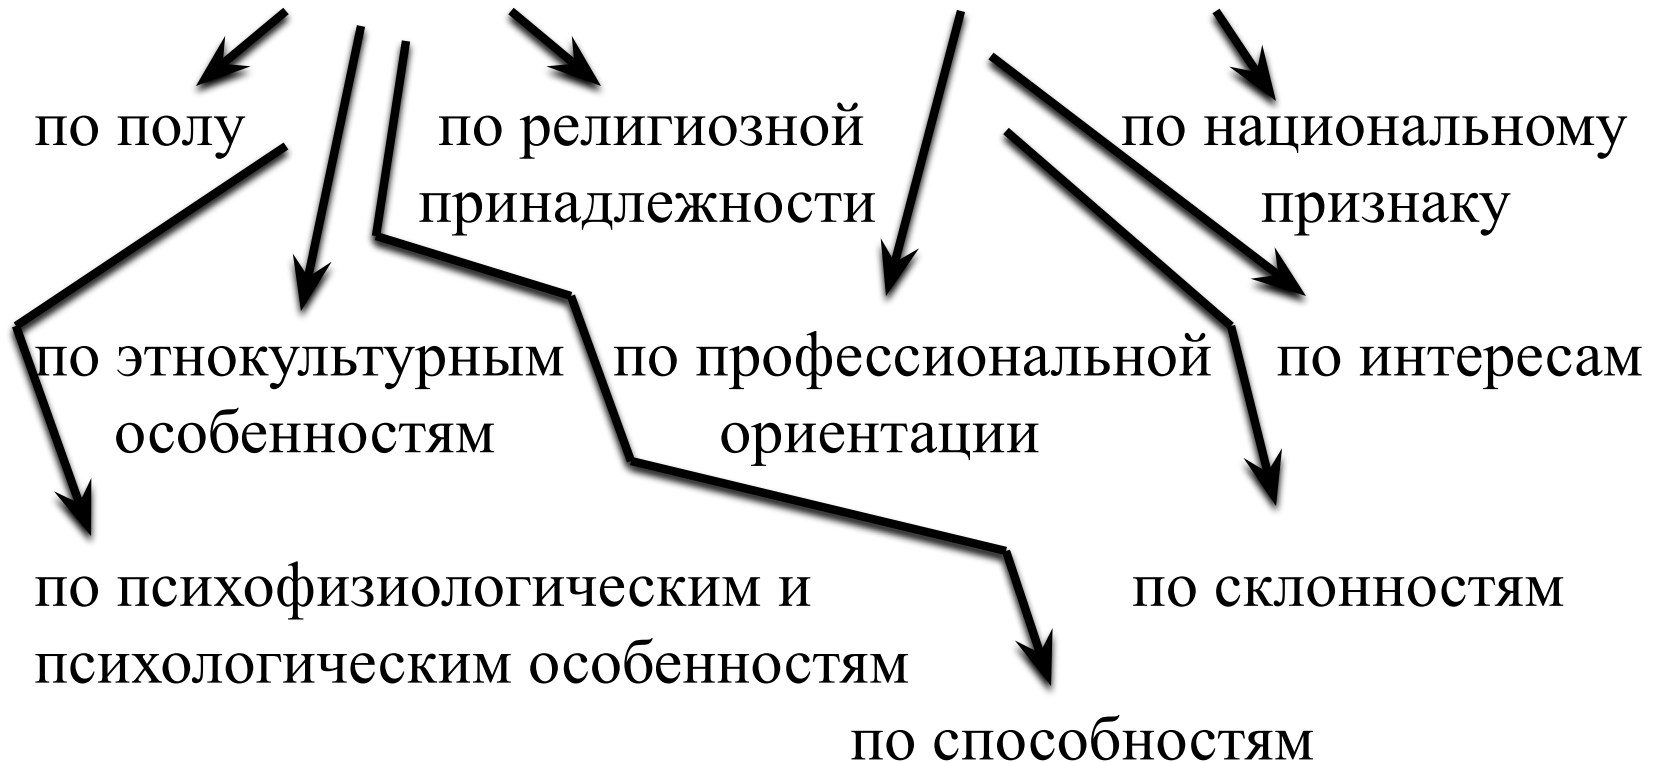 по полу по религиозной по национальному
принадлежности признаку
по этнокультурным по профессиональной по интересам
особенностям ориентации
по психофизиологическим и по склонностям
психологическим особенностям
по способностям